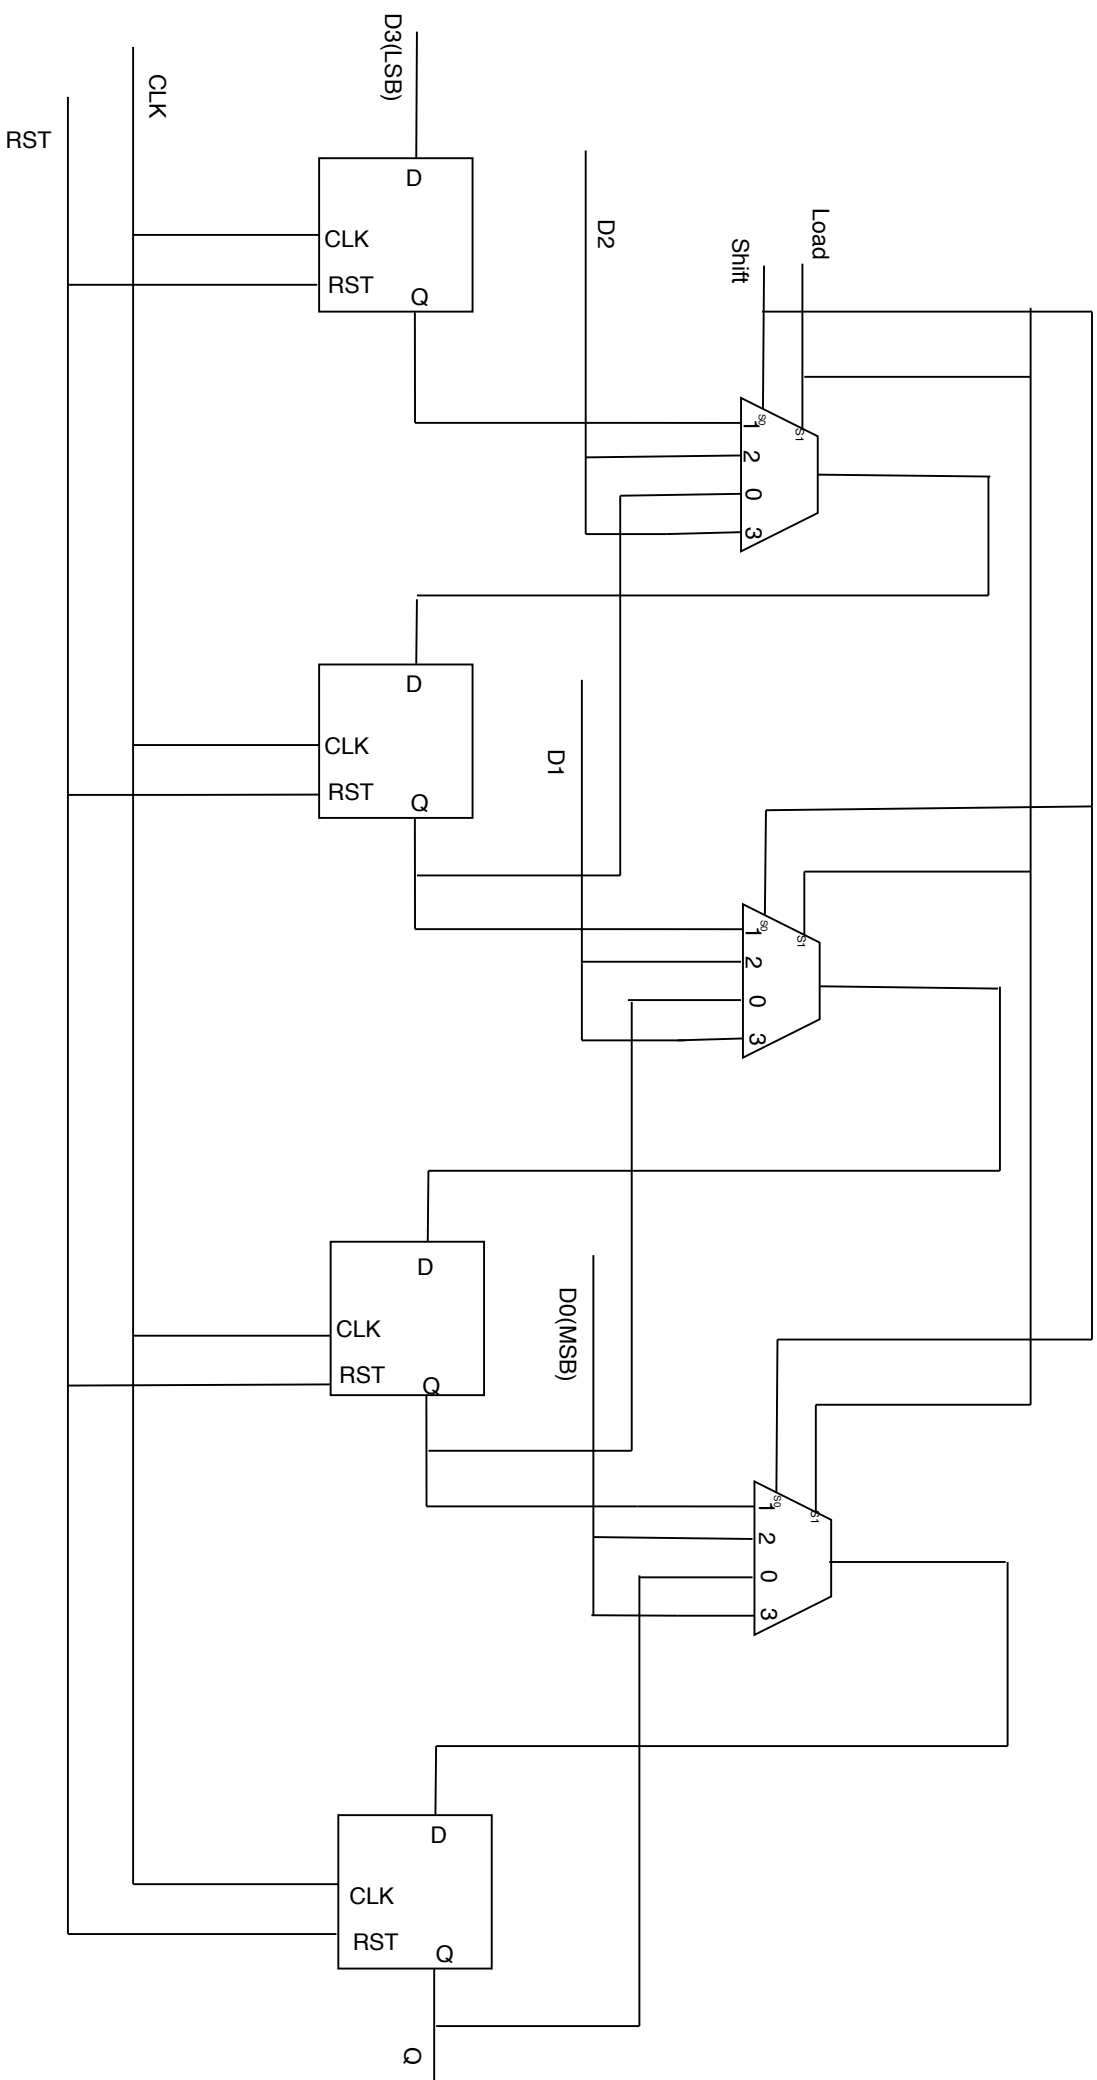 D3(LSB)
CLK
RST
D
CLK
RST
Q
D2
Load
Shift
S0
S1
1
2
0
3
D
CLK
RST
Q
D1
S0
S1
1
2
0
3
D
CLK
RST
Q
D0(MSB)
S0
S1
1
2
0
3
D
CLK
RST
Q
Q